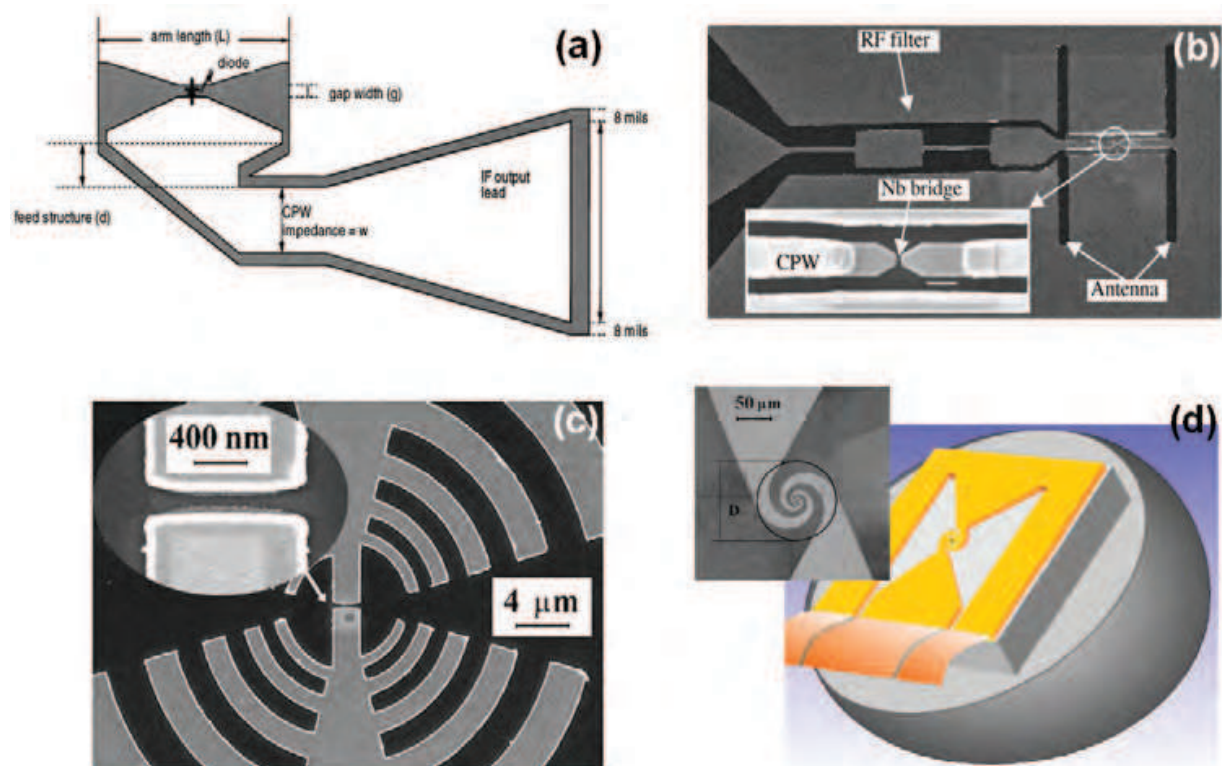 arm length (L)
diode
gap width (g)
(a)
8 mils
feed structure (d)
CPW
impedance = w
IF output
lead
8 mils
RF filter
(b)
Nb bridge
CPW
Antenna
400 nm
(c)
4 µm
50 µm
D
(d)